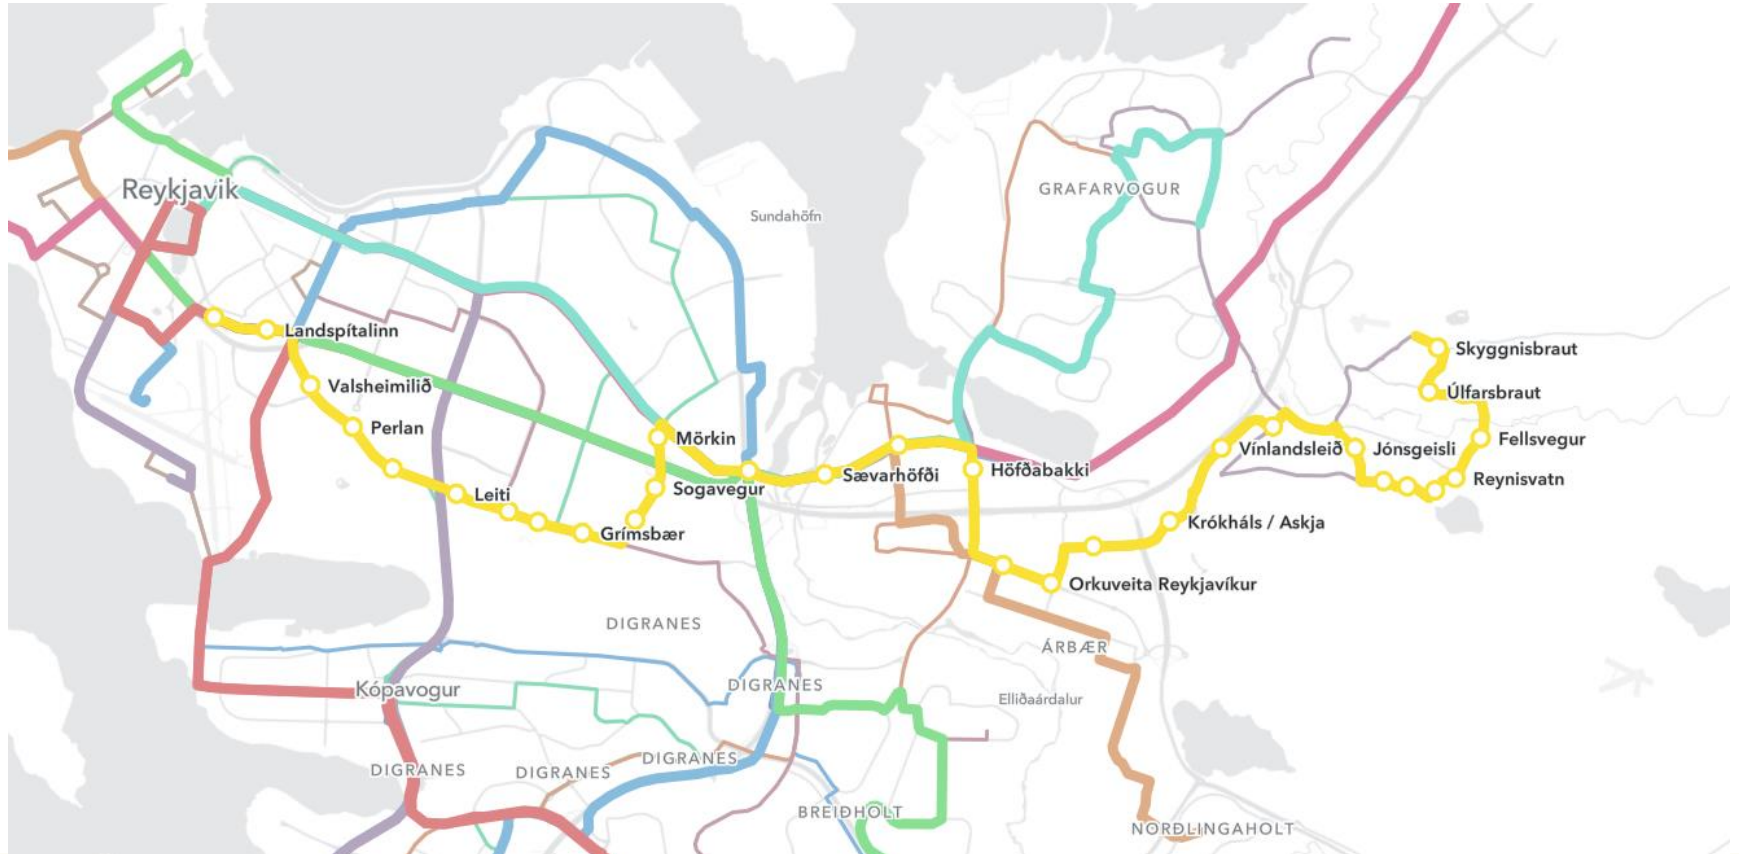 GRAFARVOGUR
Reykjavik
Sundahöfn
Landspítalinn
Skyggnisbraut
Valsheimilið
Úlfarsbraut
Perlan
Mörkin
Fellsvegur
Vínlandsleið
Jónsgeisli
Höfðabakki
Sævarhöfði
Reynisvatn
Sogavegur
Leiti
Krókháls / Askja
Grímsbær
Orkuveita Reykjavíkur
DIGRANES
ÁRBÆR
DIGRANES
Kópavogur
Elliðaárdalur
DIGRANES
DIGRANES
DIGRANES
BREIÐHOLT
NORÐLINGAHOLT